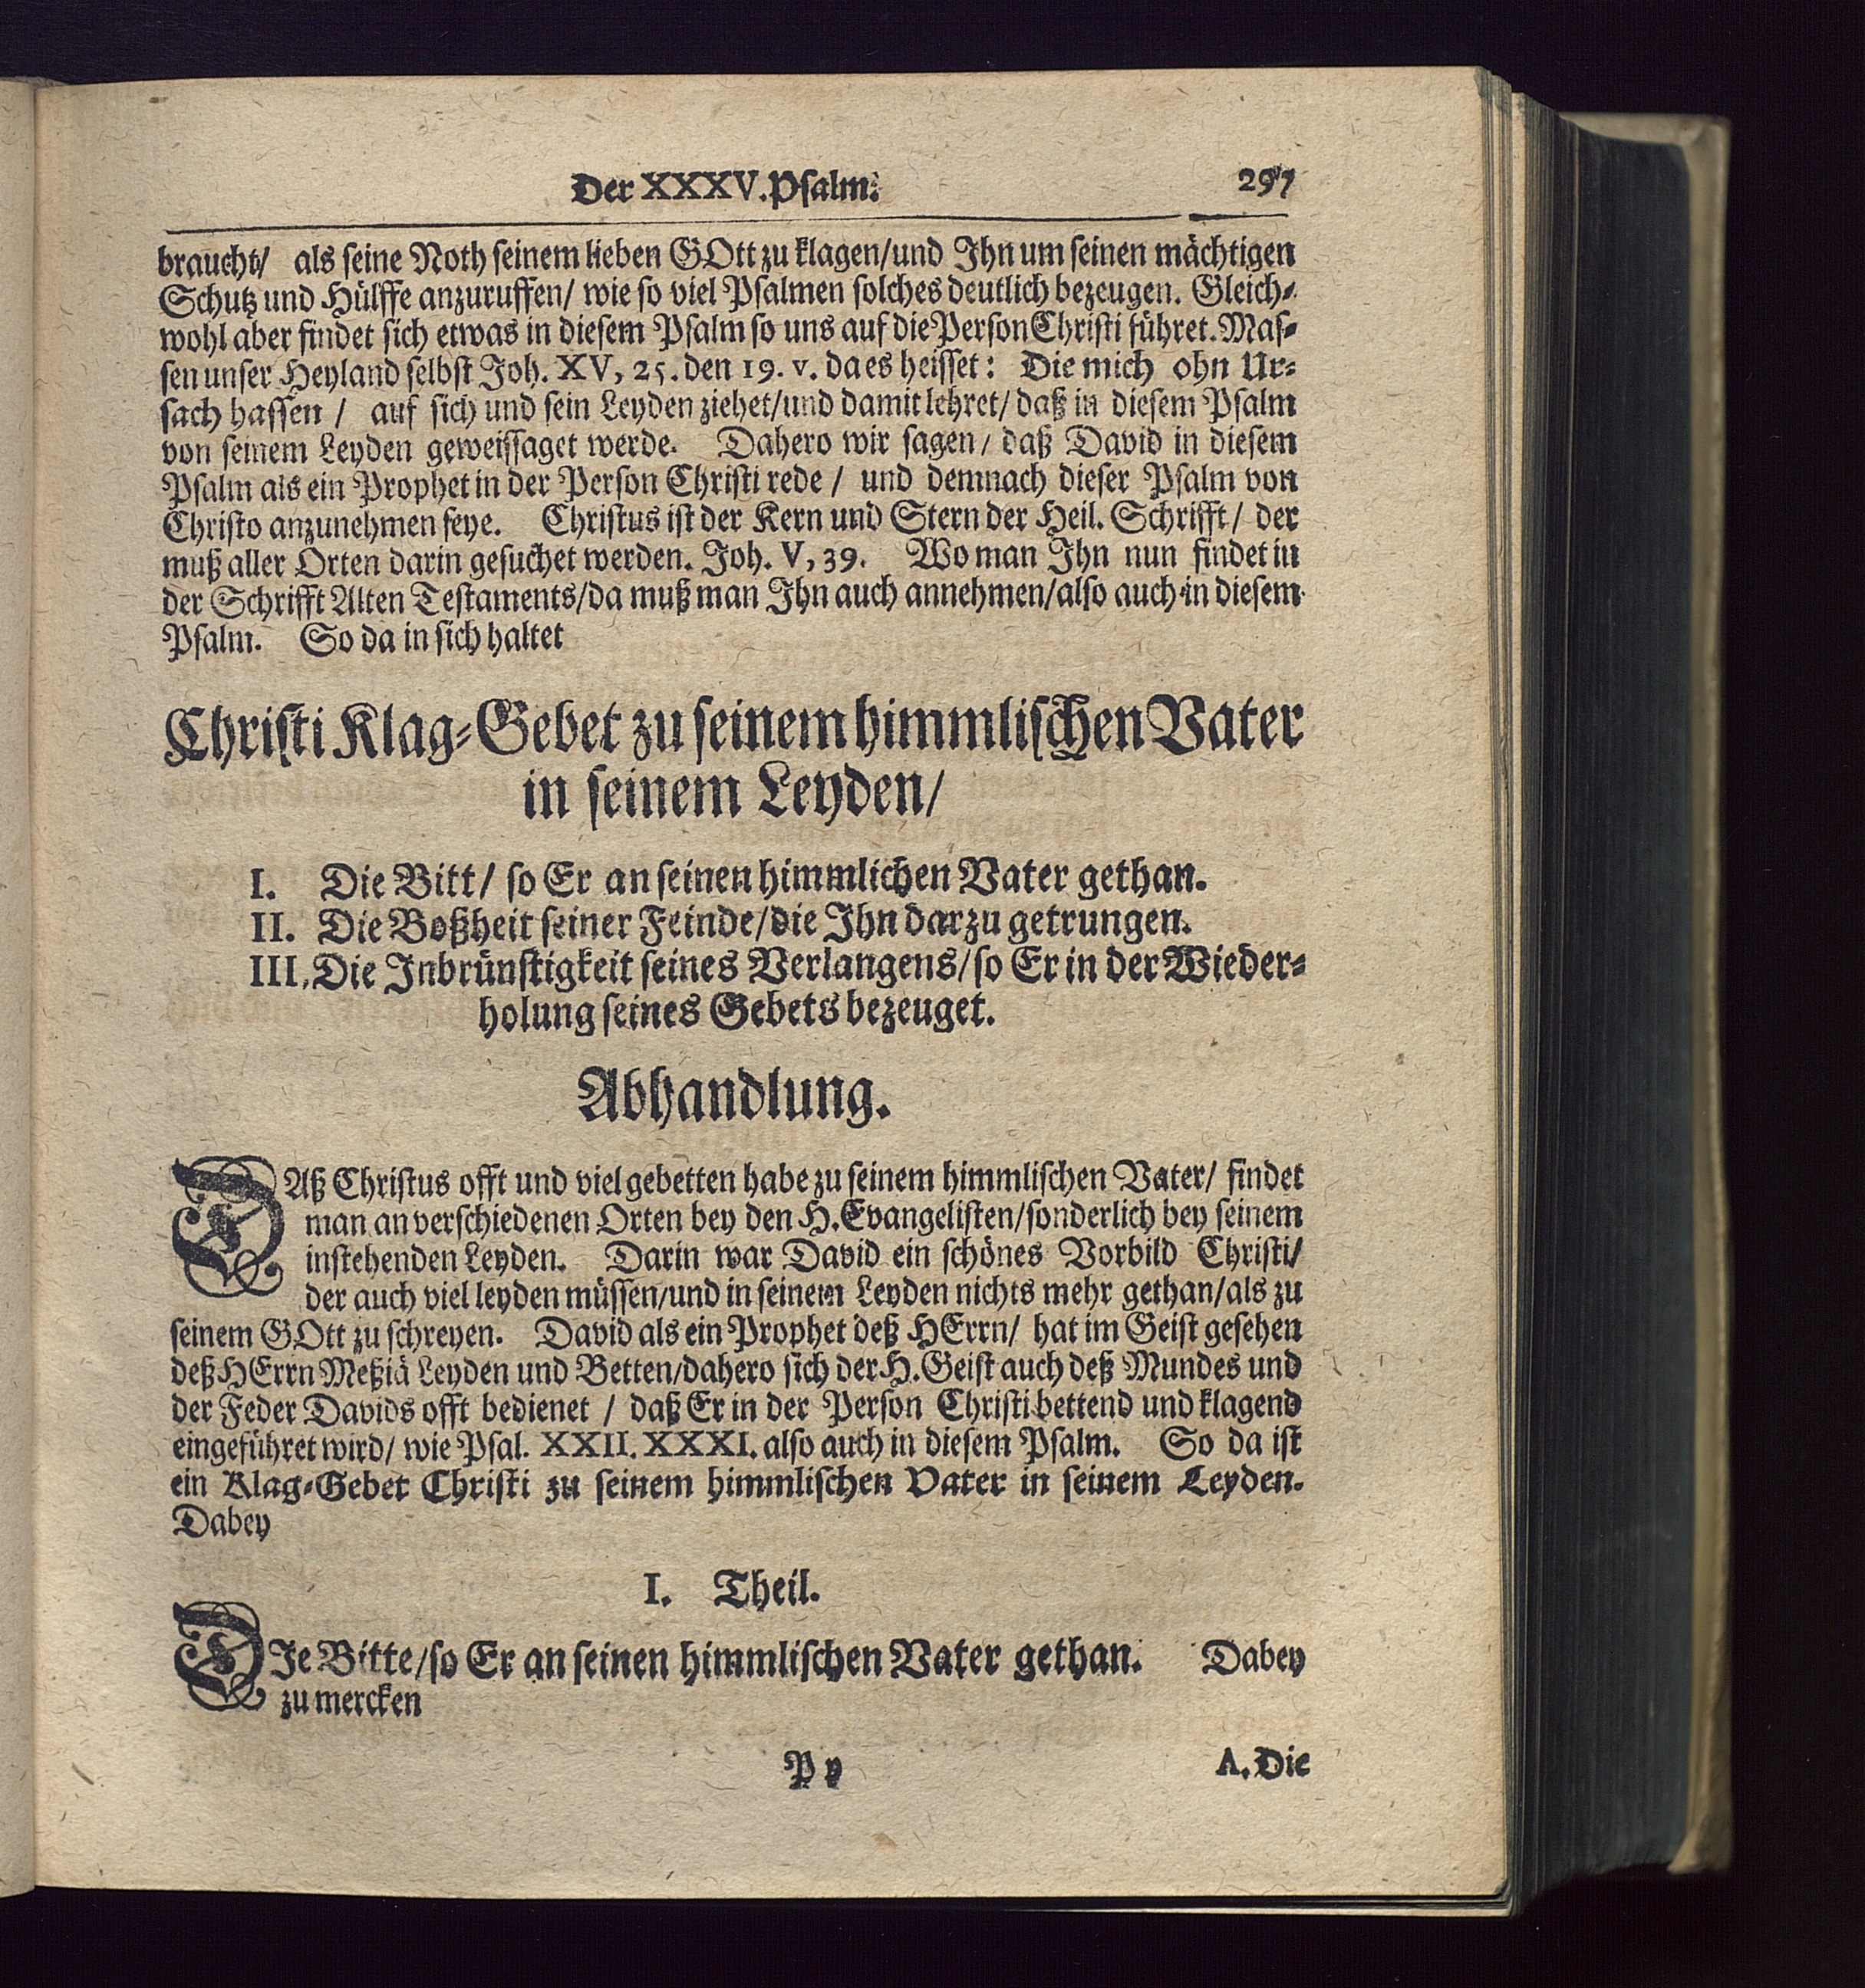 Der XXXV. Psalm. 297
braucht/ als seine Noth seinem lieben GOtt zu klagen/und Ihn um seinen mächtigen
Schutz und Hülffe anzuruffen/ wie so viel Psalmen solches deutlich bezeugen. Gleich-
wohl aber findet sich etwas in diesem Psalm so uns auf die Person Christi führet. Mas-
sen unser Heyland selbst Joh. XV, 25. den 19. v. da es heisset: Die mich ohn Ur-
sach hassen / auf sich und sein Leyden ziehet/und damit lehret/ daß in diesem Psalm
von seinem Leyden geweissaget werde. Dahero wir sagen/ daß David in diesem
Psalm als ein Prophet in der Person Christi rede / und demnach dieser Psalm von
Christo anzunehmen seye. Christus ist der Kern und Stern der Heil. Schrifft/ der
muß aller Orten darin gesuchet werden. Joh. V, 39. Wo man Ihn nun findet in
der Schrifft Alten Testaments/da muß man Ihn auch annehmen/also auch in diesem
Psalm. So da in sich haltet
Christi Klag-Gebet zu seinem himmlischen Vater
in seinem Leyden/
I. Die Bitt/ so Er an seinen himmlichen Vater gethan.
II. Die Boßheit seiner Feinde/die Ihn darzu getrungen.
III. Die Inbrünstigkeit seines Verlangens/so Er in der Wieder-
holung seines Gebets bezeuget.
Abhandlung.
DAß Christus offt und viel gebetten habe zu seinem himmlischen Vater/ findet
man an verschiedenen Orten bey den H. Evangelisten/sonderlich bey seinem
instehenden Leyden. Darin war David ein schönes Vorbild Christi/
der auch viel leyden müssen/und in seinem Leyden nichts mehr gethan/als zu
seinem GOtt zu schreyen. David als ein Prophet deß HErrn/ hat im Geist gesehen
deß HErrn Meßiä Leyden und Betten/dahero sich der H. Geist auch deß Mundes und
der Feder Davids offt bedienet / daß Er in der Person Christi bettend und klagend
eingeführet wird/ wie Psal. XXII. XXXI. also auch in diesem Psalm. So da ist
ein Klag-Gebet Christi zu seinem himmlischen Vater in seinem Leyden.
Dabey
I. Theil.
DIe Bitte/so Er an seinen himmlischen Vater gethan. Dabey
zu mercken
P p A. Die